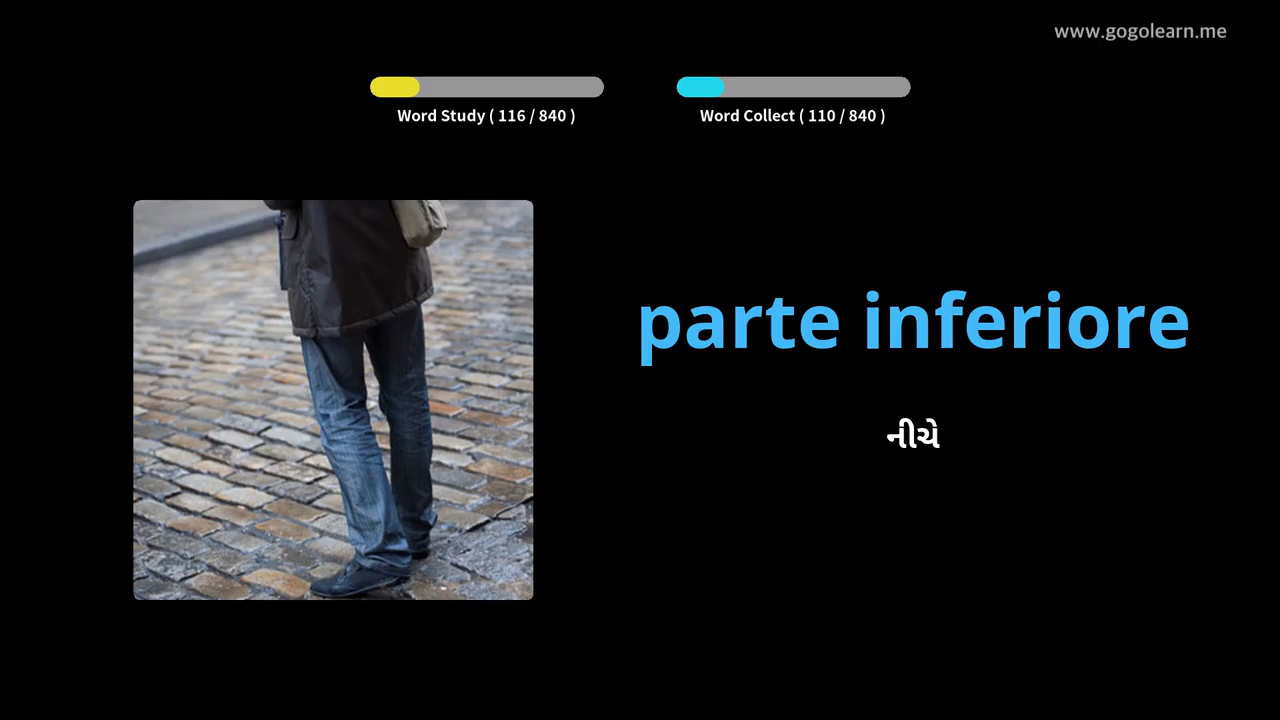 www.gogolearn.me
Word Study ( 116 / 840 )
Word Collect ( 110 / 840 )
parte inferiore
નીચે